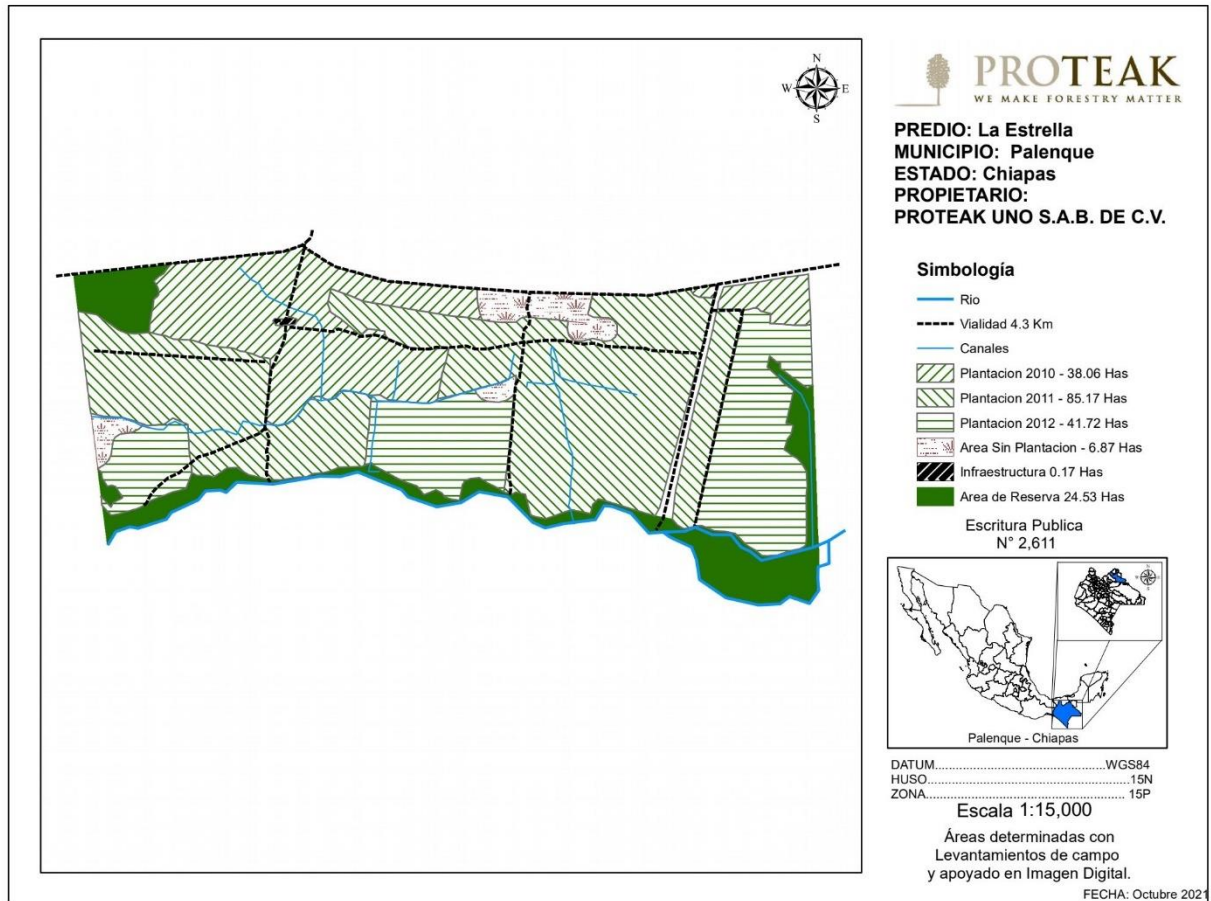 N
W E
S
PROTEAK
WE MAKE FORESTRY MATTER
PREDIO: La Estrella
MUNICIPIO: Palenque
ESTADO: Chiapas
PROPIETARIO:
PROTEAK UNO S.A.B. DE C.V.
Simbología
Rio
Vialidad 4.3 Km
Canales
Plantacion 2010 - 38.06 Has
Plantacion 2011 - 85.17 Has
Plantacion 2012 - 41.72 Has
Area Sin Plantacion - 6.87 Has
Infraestructura 0.17 Has
Area de Reserva 24.53 Has
Escritura Publica
N° 2,611
Palenque - Chiapas
DATUM.................................................WGS84
HUSO.....................................................15N
ZONA..................................................... 15P
Escala 1:15,000
Áreas determinadas con
Levantamientos de campo
y apoyado en Imagen Digital.
FECHA: Octubre 2021